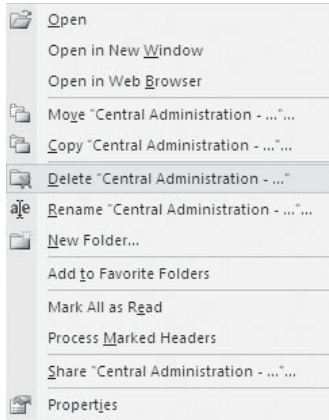 Open
Open in New Window
Open in Web Browser
Move "Central Administration - ..."...
Copy "Central Administration - ..."...
Delete "Central Administration - ..."
Rename "Central Administration - ..."...
New Folder...
Add to Favorite Folders
Mark All as Read
Process Marked Headers
Share "Central Administration - ..."...
Properties